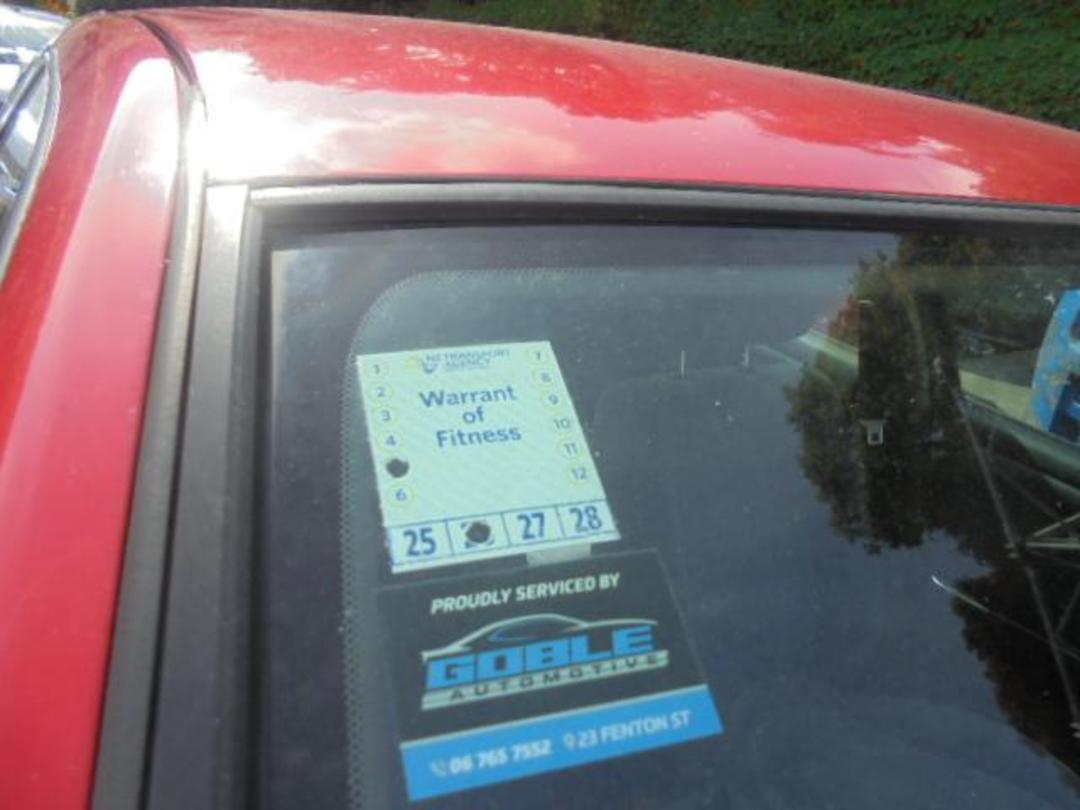 NZ TRANSPORT
AGENCY
Warrant
of
Fitness
1
2
3
4
6
7
8
9
10
11
12
25
27 28
PROUDLY SERVICED BY
GOBLE
AUTOMOTIVE
06 765 7552 23 FENTON ST